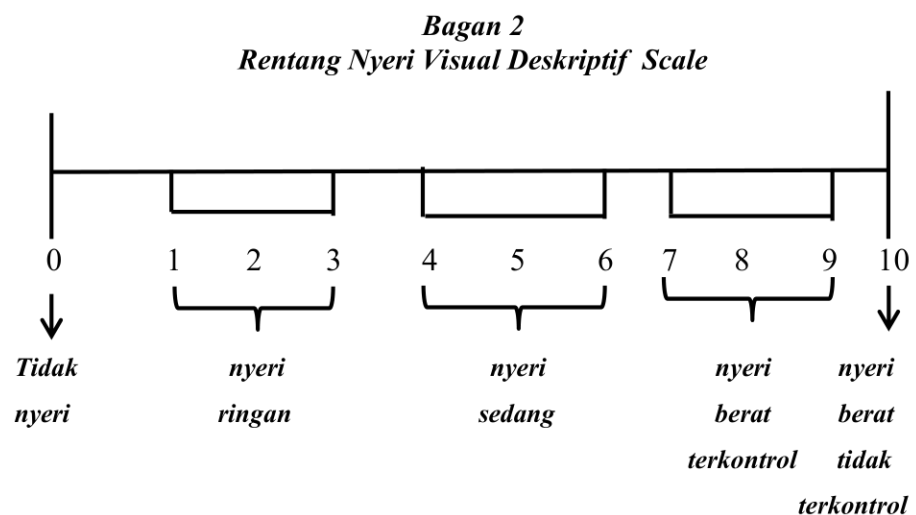 Bagan 2
Rentang Nyeri Visual Deskriptif Scale
0 1 2 3 4 5 6 7 8 9 10
Tidak nyeri nyeri nyeri nyeri
nyeri ringan sedang berat berat
terkontrol tidak
terkontrol